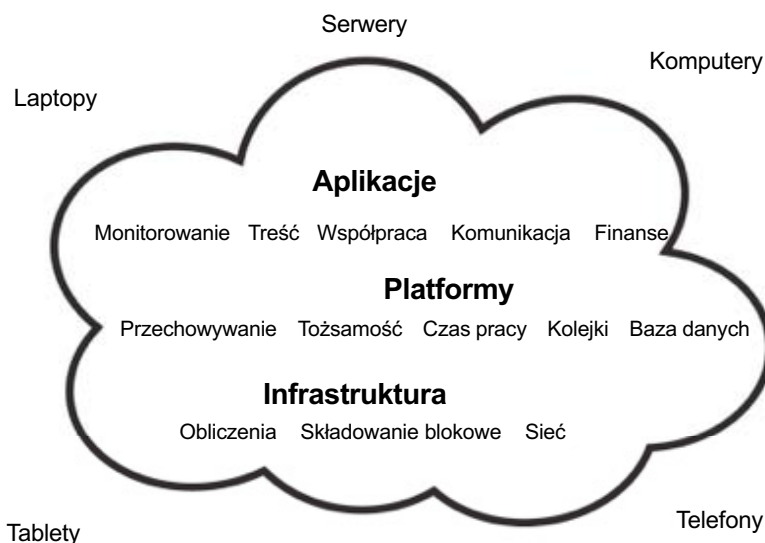 Serwery
Komputery
Laptopy
Aplikacje
Monitorowanie Treść Współpraca Komunikacja Finanse
Platformy
Przechowywanie Tożsamość Czas pracy Kolejki Baza danych
Infrastruktura
Obliczenia Składowanie blokowe Sieć
Tablety
Telefony